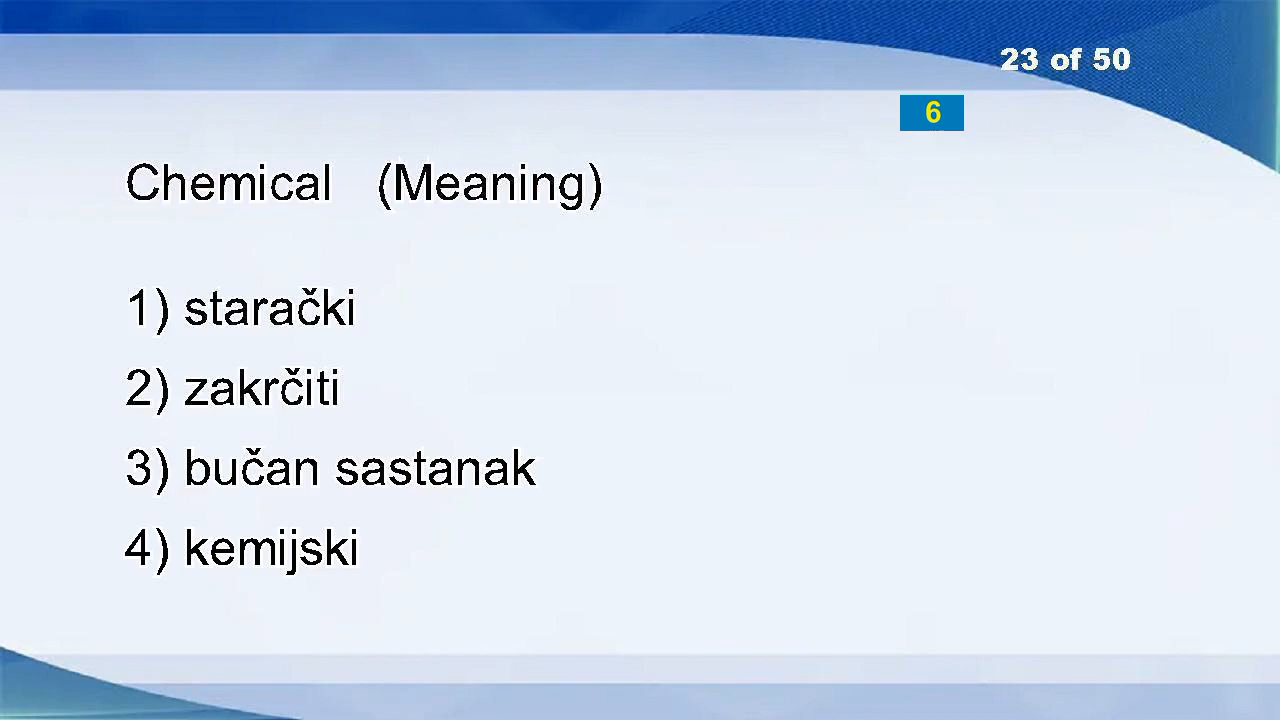 23 of 50
6
Chemical (Meaning)
1) starački
2) zakrčiti
3) bučan sastanak
4) kemijski